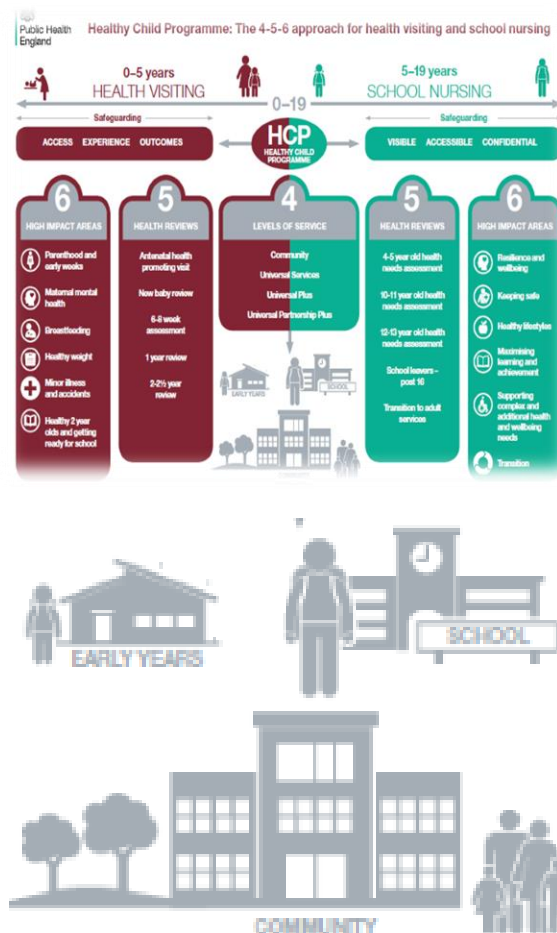 Public Health
England
Healthy Child Programme: The 4-5-6 approach for health visiting and school nursing
0–5 years
HEALTH VISITING
0–19
5–19 years
SCHOOL NURSING
Safeguarding
ACCESS EXPERIENCE OUTCOMES
HCP
HEALTHY CHILD
PROGRAMME
Safeguarding
VISIBLE ACCESSIBLE CONFIDENTIAL
6
HIGH IMPACT AREAS
Parenthood and
early weeks
Maternal mental
health
Breastfeeding
Healthy weight
Minor illness
and accidents
Healthy 2 year
olds and getting
ready for school
5
HEALTH REVIEWS
Antenatal health
promoting visit
New baby review
6-8 week
assessment
1 year review
2-2½ year
review
4
LEVELS OF SERVICE
Community
Universal Services
Universal Plus
Universal Partnership Plus
EARLY YEARS
SCHOOL
COMMUNITY
5
HEALTH REVIEWS
4-5 year old health
needs assessment
10-11 year old health
needs assessment
12-13 year old health
needs assessment
School leavers –
post 16
Transition to adult
services
6
HIGH IMPACT AREAS
Resilience and
wellbeing
Keeping safe
Healthy lifestyles
Maximising
learning and
achievement
Supporting
complex and
additional health
and wellbeing
needs
Transition
EARLY YEARS
SCHOOL
COMMUNITY